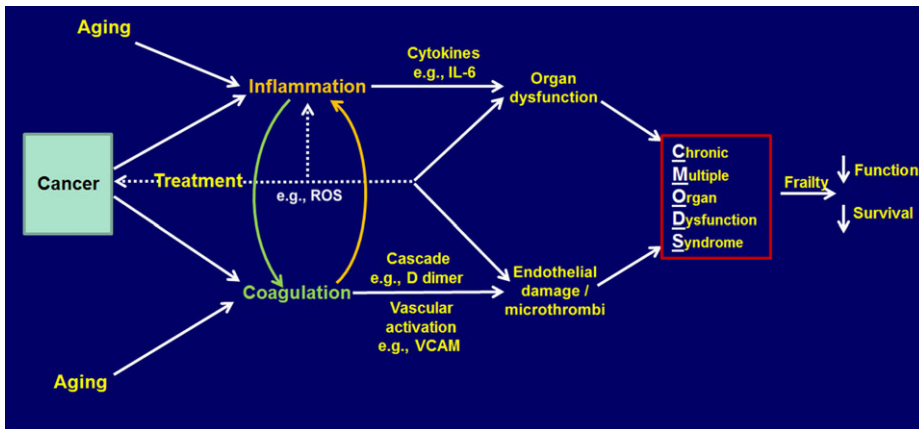 Aging
Cytokines
e.g., IL-6
Inflammation
Organ
dysfunction
Cancer
Treatment
e.g., ROS
Chronic
Multiple
Organ
Dysfunction
Syndrome
Frailty
Function
Survival
Coagulation
Cascade
e.g., D dimer
Vascular
activation
e.g., VCAM
Endothelial
damage /
microthrombi
Aging